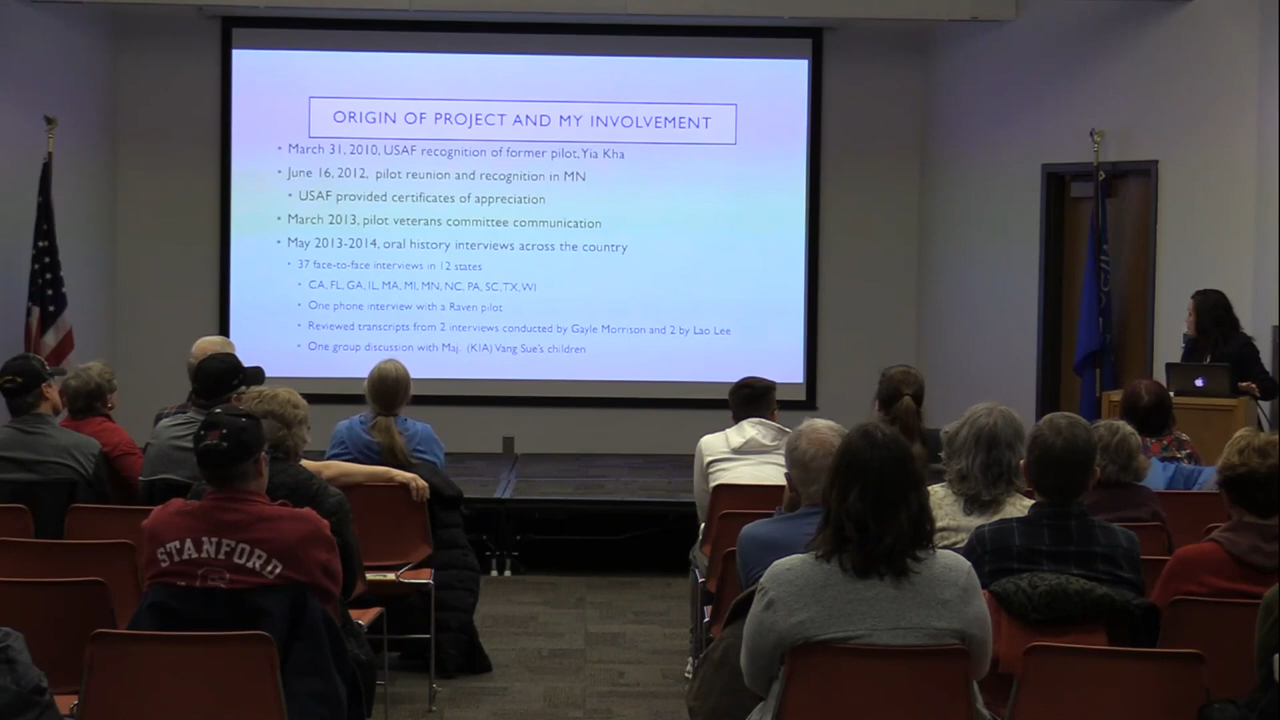 ORIGIN OF PROJECT AND MY INVOLVEMENT
• March 31, 2010, USAF recognition of former pilot, Yia Kha
• June 16, 2012, pilot reunion and recognition in MN
• USAF provided certificates of appreciation
• March 2013, pilot veterans committee communication
• May 2013-2014, oral history interviews across the country
• 37 face-to-face interviews in 12 states
• CA, FL, GA, IL, MA, MI, MN, NC, PA, SC, TX, WI
• One phone interview with a Raven pilot
• Reviewed transcripts from 2 interviews conducted by Gayle Morrison and 2 by Lao Lee
• One group discussion with Maj. (KIA) Vang Sue's children
STANFORD